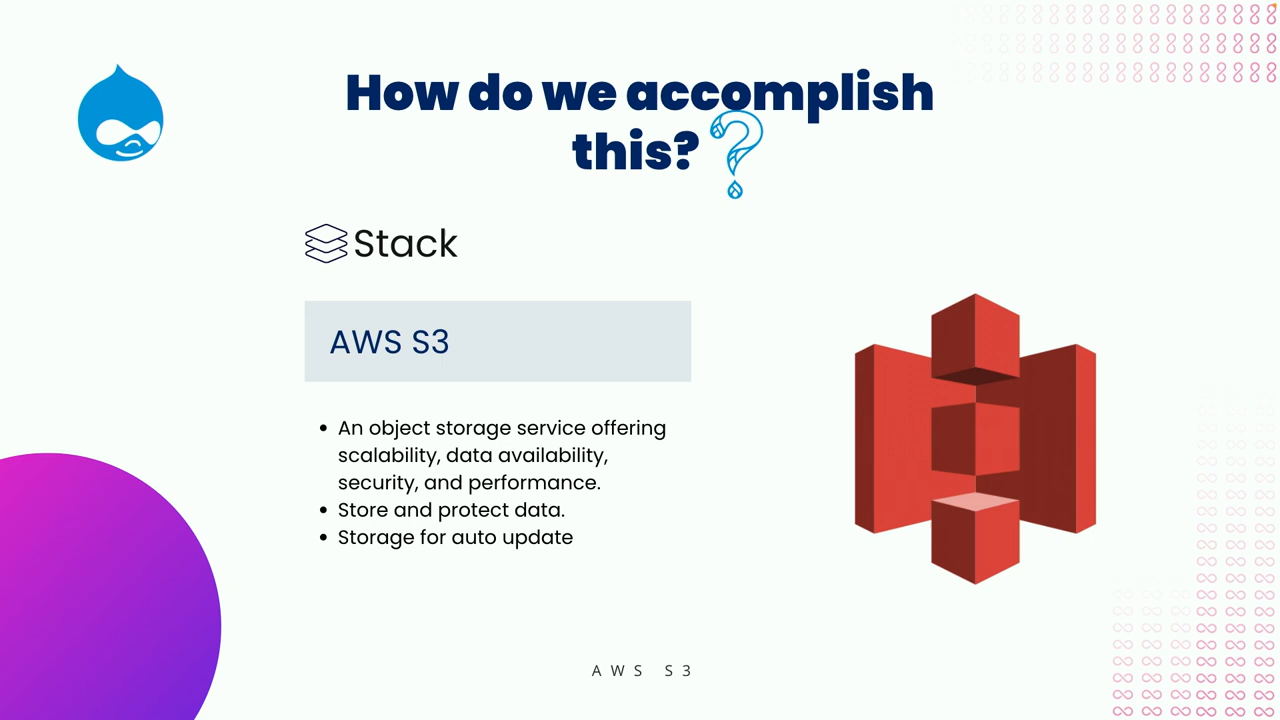 How do we accomplish
this?
Stack
AWS S3
• An object storage service offering
scalability, data availability,
security, and performance.
• Store and protect data.
• Storage for auto update
AWS S3